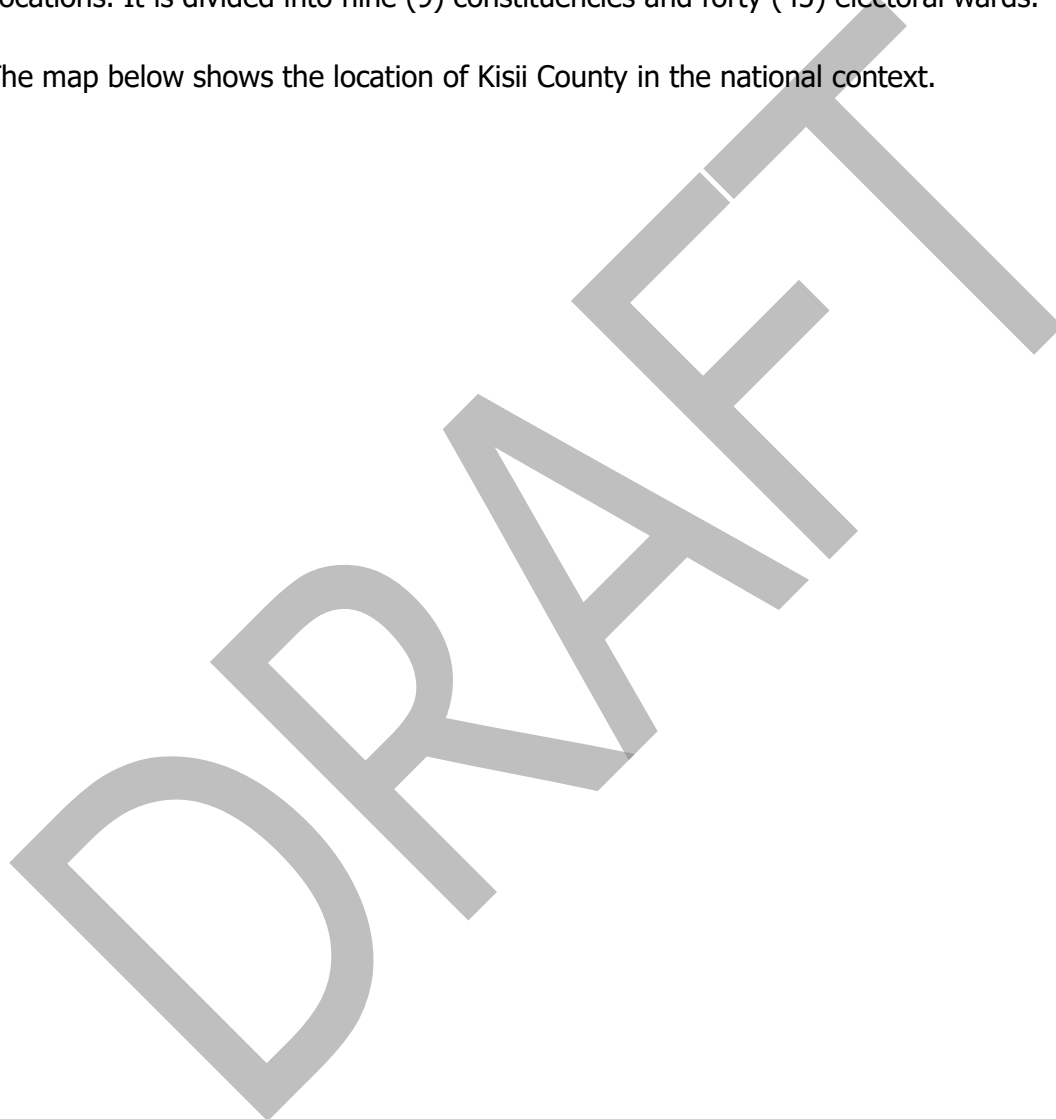 ocations. It is divided into nine (9) constituencies and forty (45) electoral wards.
The map below shows the location of Kisii County in the national context.
DRAFT